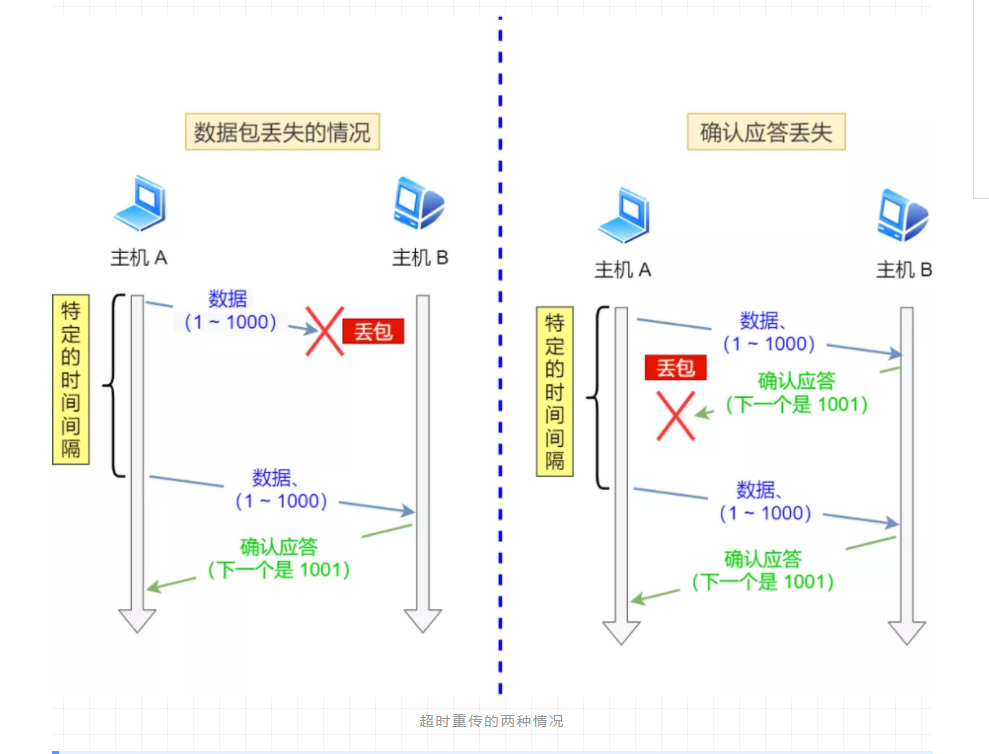 数据包丢失的情况
主机 A
主机 B
特定的时间间隔
数据
(1 ~ 1000)
丢包
数据、
(1 ~ 1000)
确认应答
(下一个是 1001)
确认应答丢失
主机 A
主机 B
特定的时间间隔
数据、
(1 ~ 1000)
丢包
确认应答
(下一个是 1001)
数据、
(1 ~ 1000)
确认应答
(下一个是 1001)
超时重传的两种情况